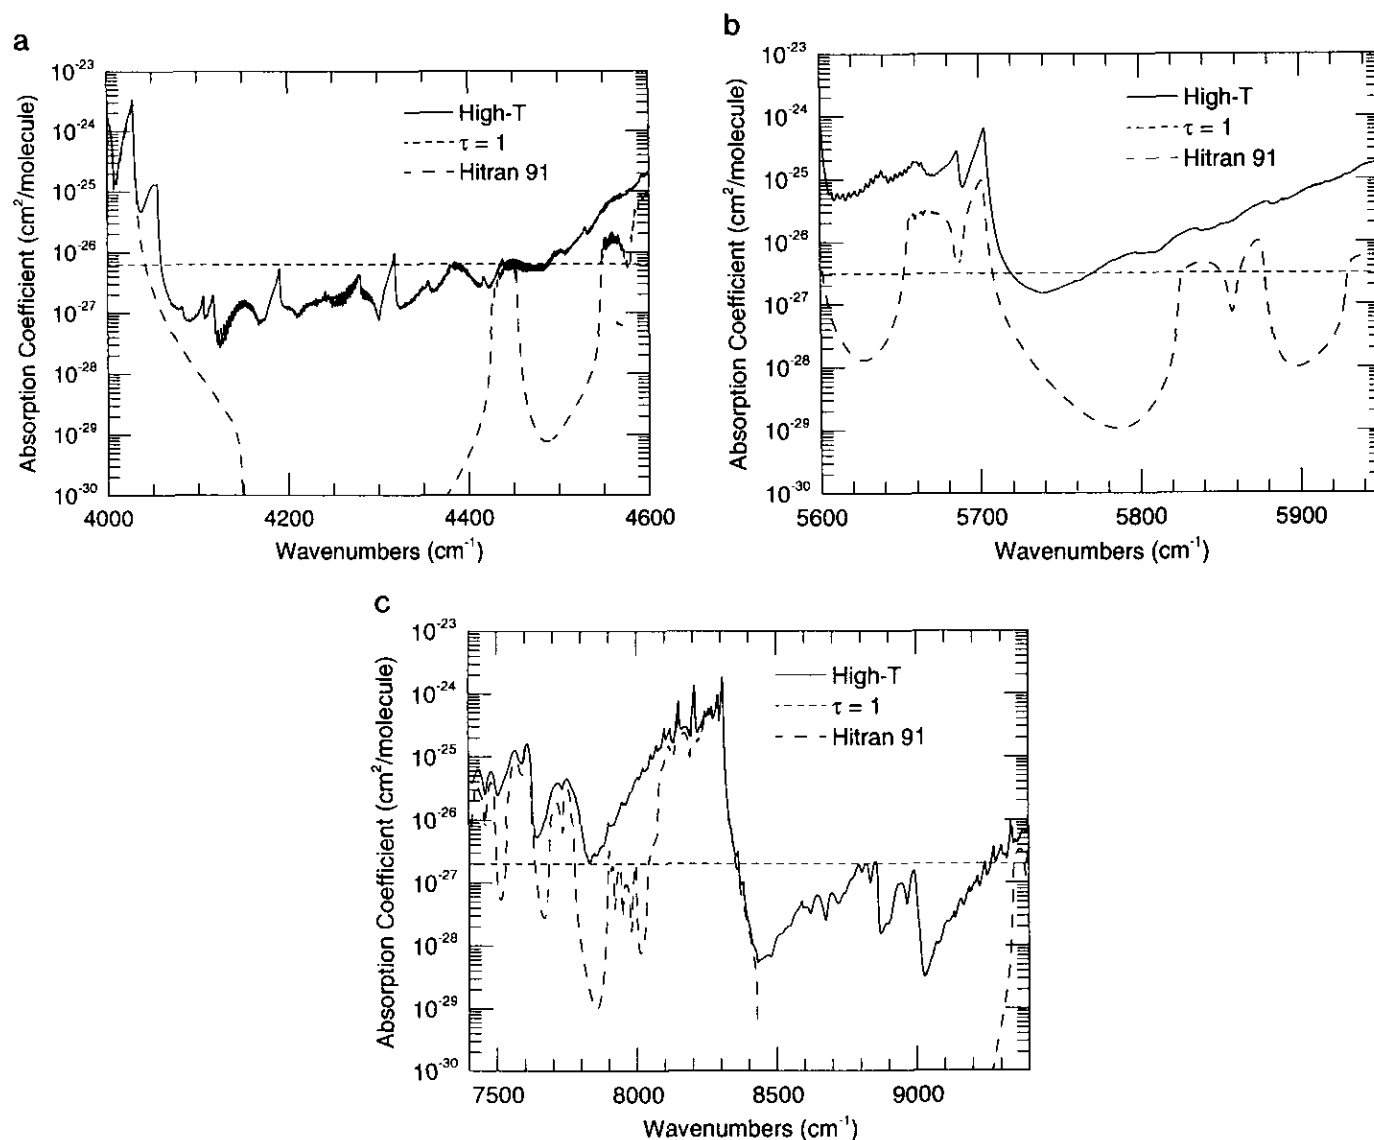 a
10⁻²³
10⁻²⁴
10⁻²⁵
10⁻²⁶
10⁻²⁷
10⁻²⁸
10⁻²⁹
10⁻³⁰
Absorption Coefficient (cm²/molecule)
High-T
τ = 1
Hitran 91
4000 4200 4400 4600
Wavenumbers (cm⁻¹)
b
10⁻²³
10⁻²⁴
10⁻²⁵
10⁻²⁶
10⁻²⁷
10⁻²⁸
10⁻²⁹
10⁻³⁰
Absorption Coefficient (cm²/molecule)
High-T
τ = 1
Hitran 91
5600 5700 5800 5900
Wavenumbers (cm⁻¹)
c
10⁻²³
10⁻²⁴
10⁻²⁵
10⁻²⁶
10⁻²⁷
10⁻²⁸
10⁻²⁹
10⁻³⁰
Absorption Coefficient (cm²/molecule)
High-T
τ = 1
Hitran 91
7500 8000 8500 9000
Wavenumbers (cm⁻¹)